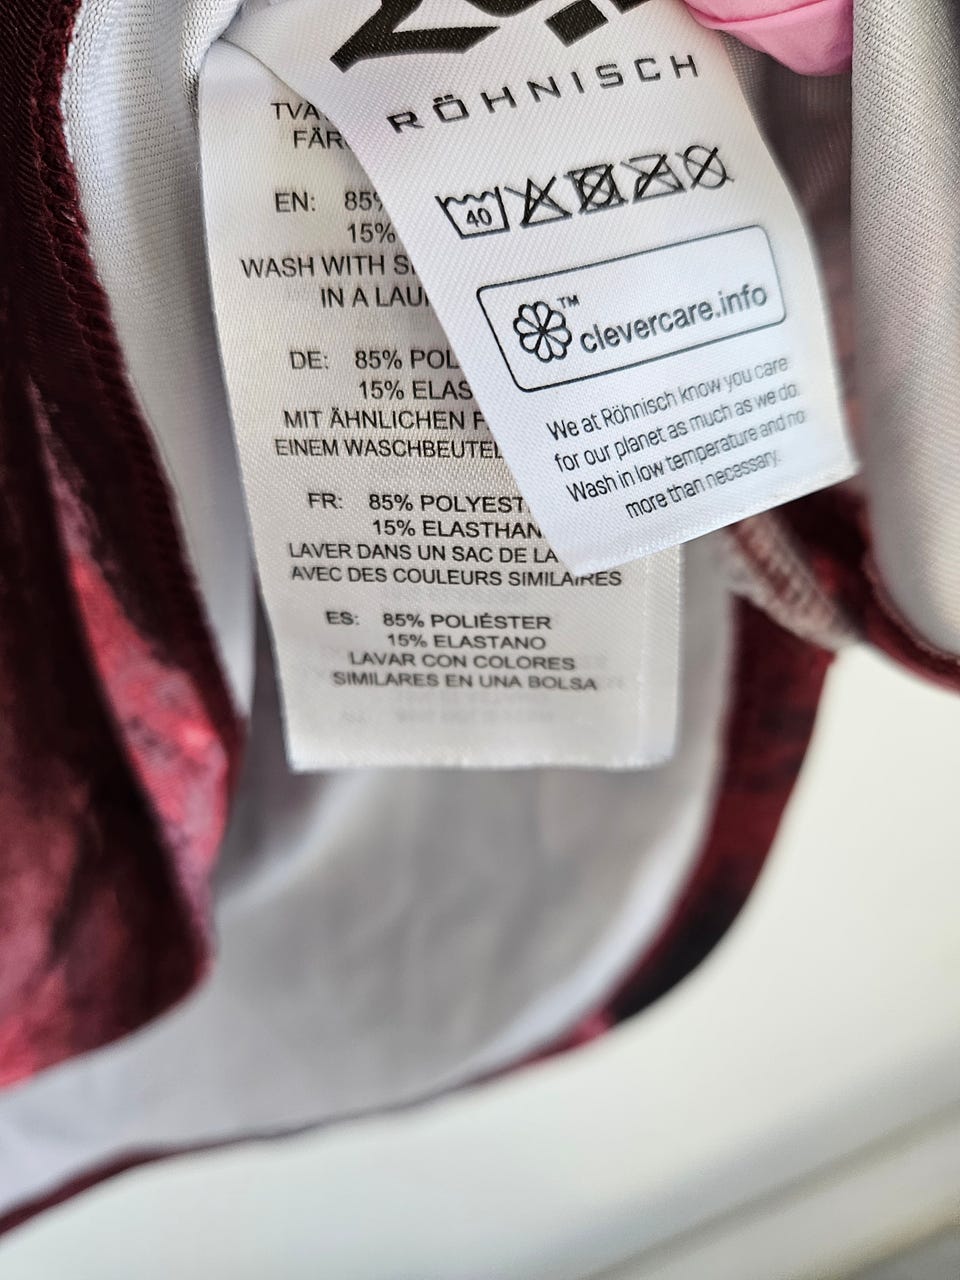 RÖHNISCH
40
™
clevercare.info
We at Röhnisch know you care
for our planet as much as we do.
Wash in low temperature and no
more than necessary.
TVÄ
FÄR
EN: 85%
15%
WASH WITH S
IN A LAU
DE: 85% POL
15% ELAS
MIT ÄHNLICHEN F
EINEM WASCHBEUTEL
FR: 85% POLYEST
15% ELASTHAN
LAVER DANS UN SAC DE LA
AVEC DES COULEURS SIMILAIRES
ES: 85% POLIÉSTER
15% ELASTANO
LAVAR CON COLORES
SIMILARES EN UNA BOLSA